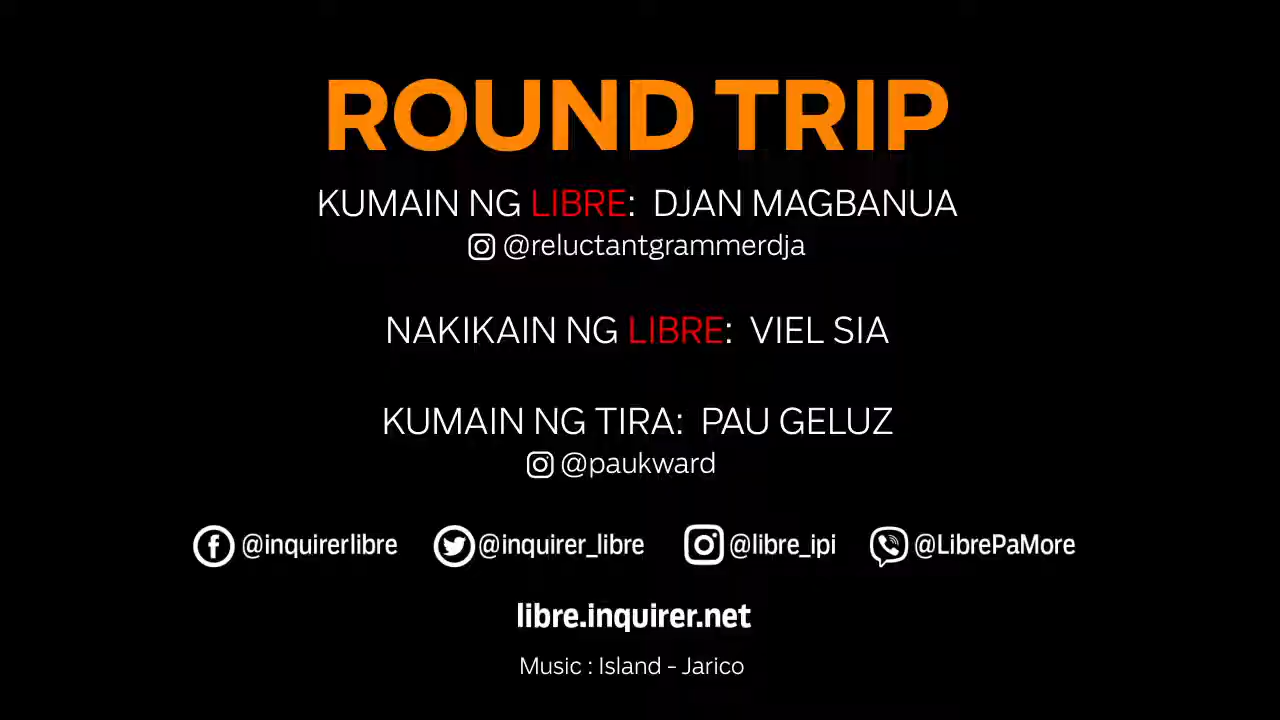 ROUND TRIP
KUMAIN NG LIBRE: DJAN MAGBANUA
@reluctantgrammerdja
NAKIKAIN NG LIBRE: VIEL SIA
KUMAIN NG TIRA: PAU GELUZ
@paukward
@inquirerlibre @inquirer_libre @libre_ipi @LibrePaMore
libre.inquirer.net
Music : Island - Jarico